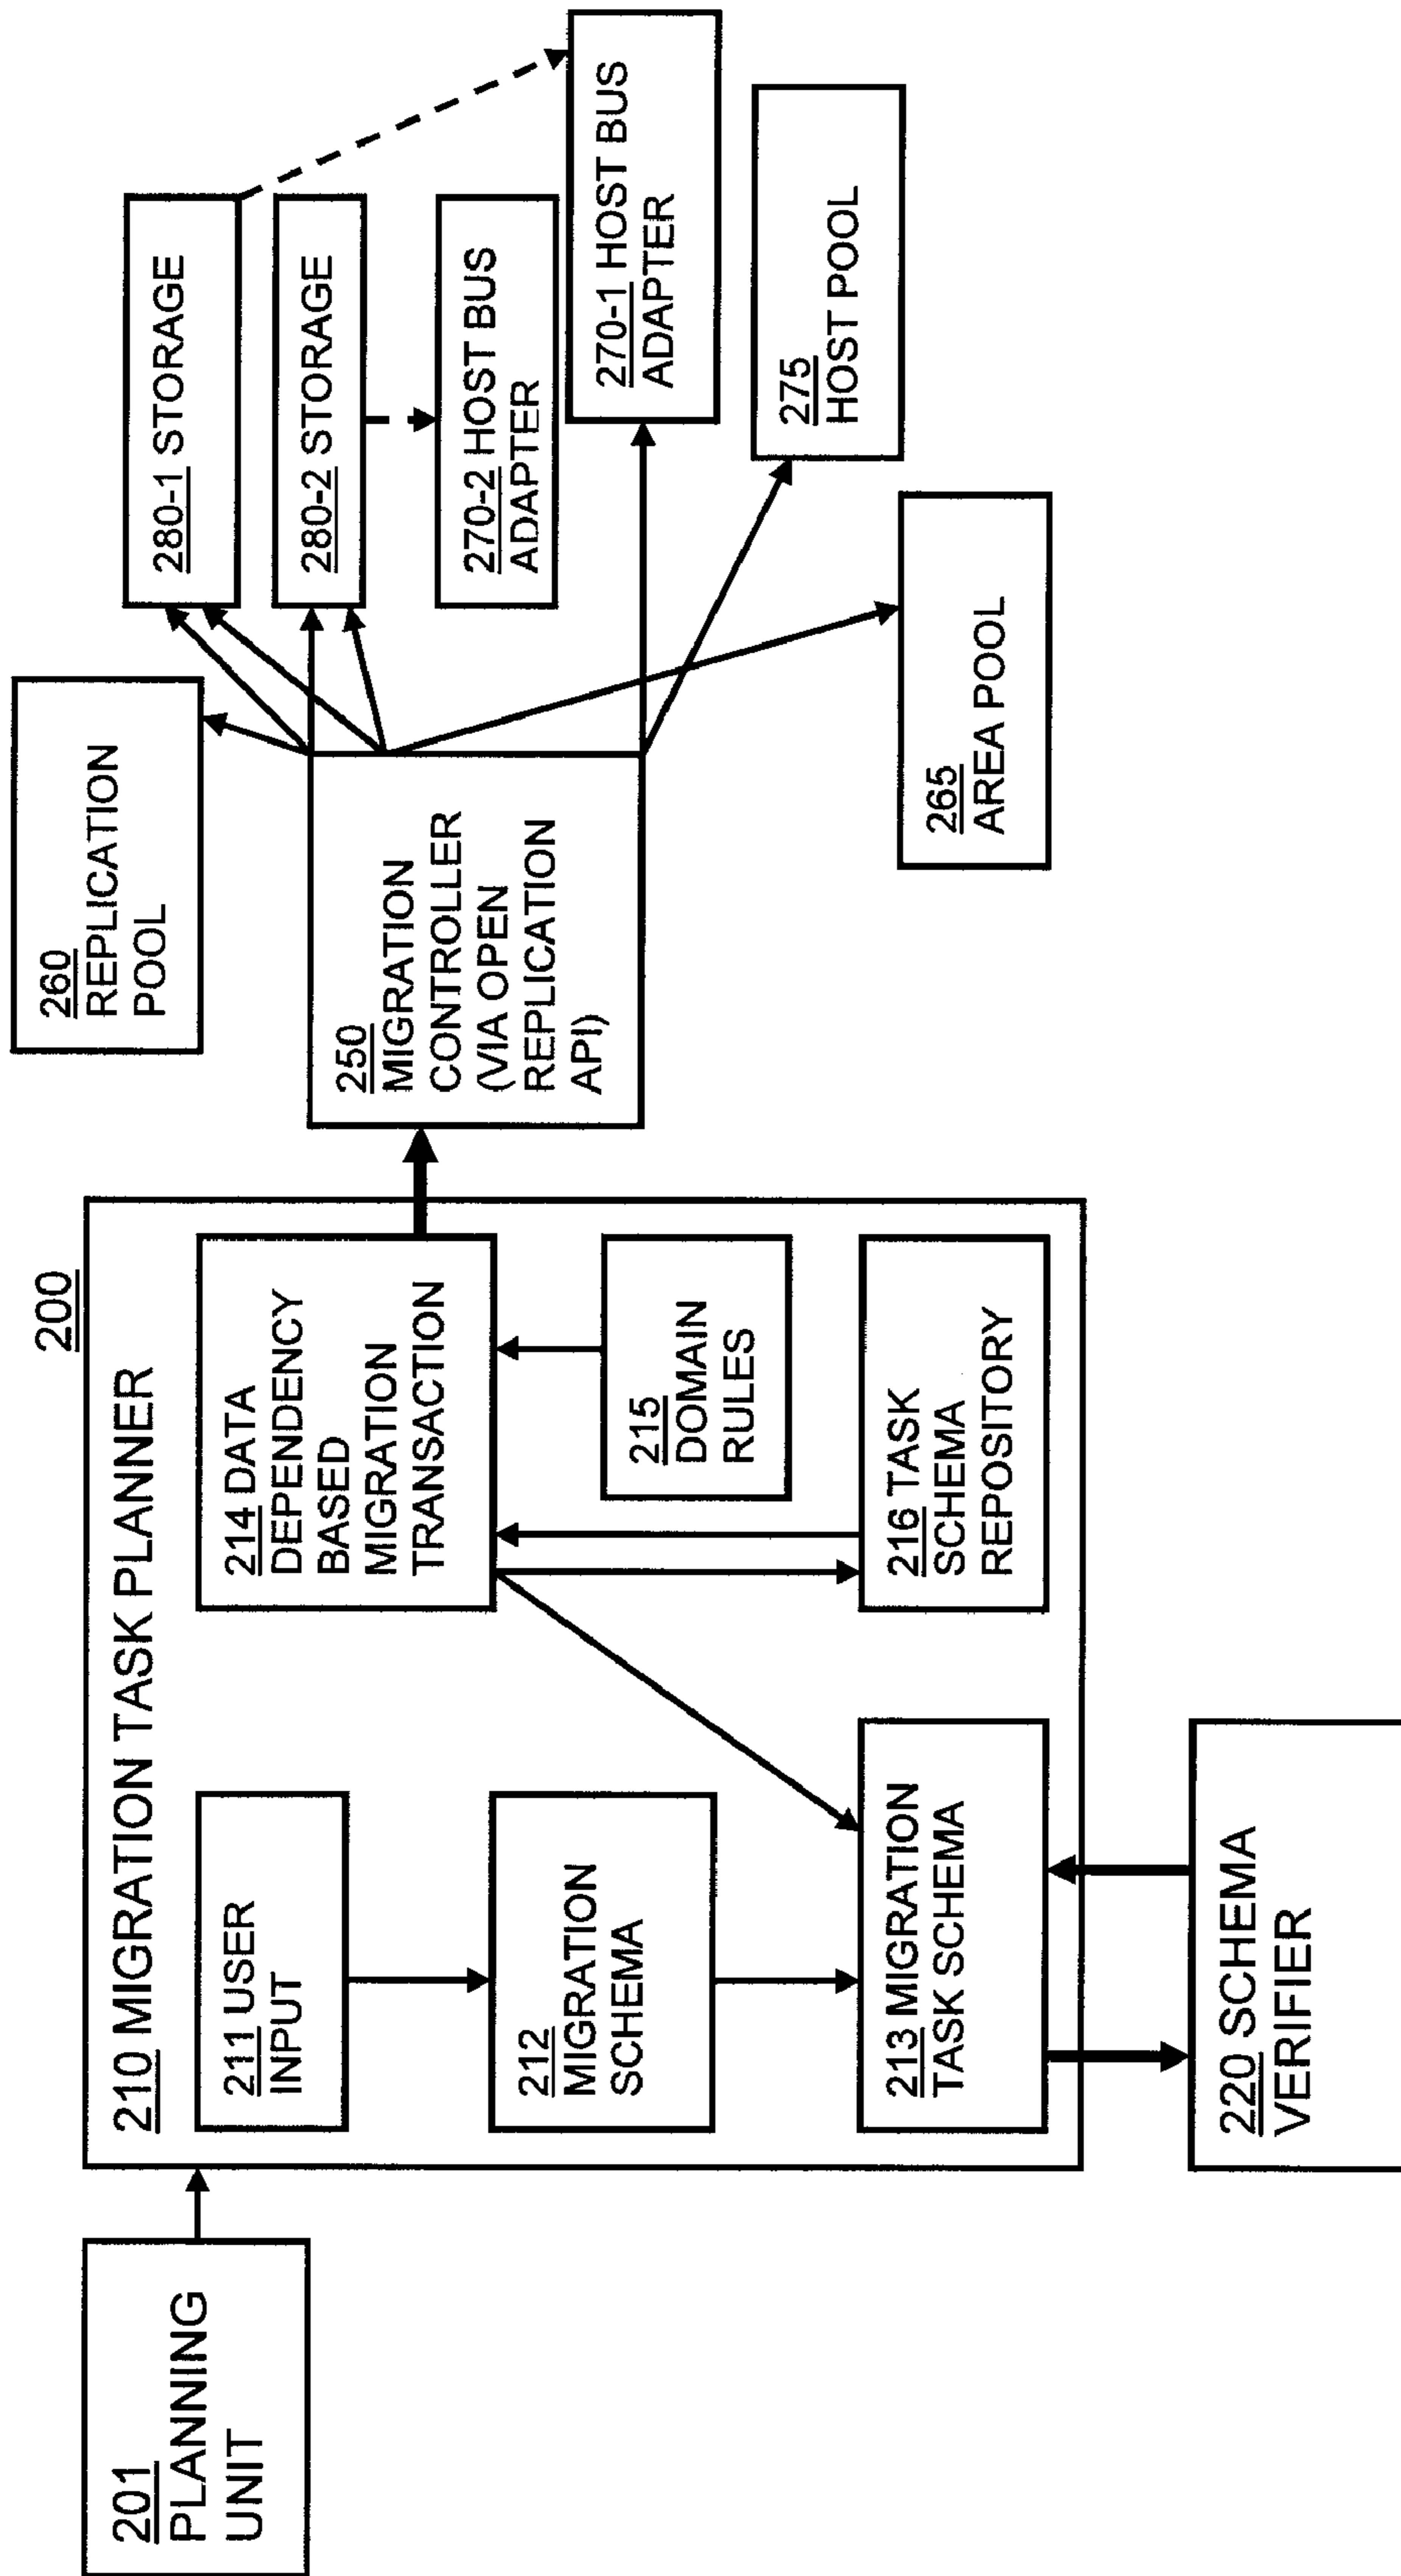 200
201
PLANNING
UNIT
210 MIGRATION TASK PLANNER
211 USER
INPUT
212
MIGRATION
SCHEMA
213 MIGRATION
TASK SCHEMA
214 DATA
DEPENDENCY
BASED
MIGRATION
TRANSACTION
215
DOMAIN
RULES
216 TASK
SCHEMA
REPOSITORY
220 SCHEMA
VERIFIER
250
MIGRATION
CONTROLLER
(VIA OPEN
REPLICATION
API)
260
REPLICATION
POOL
280-1 STORAGE
280-2 STORAGE
270-2 HOST BUS
ADAPTER
270-1 HOST BUS
ADAPTER
275
HOST POOL
265
AREA POOL